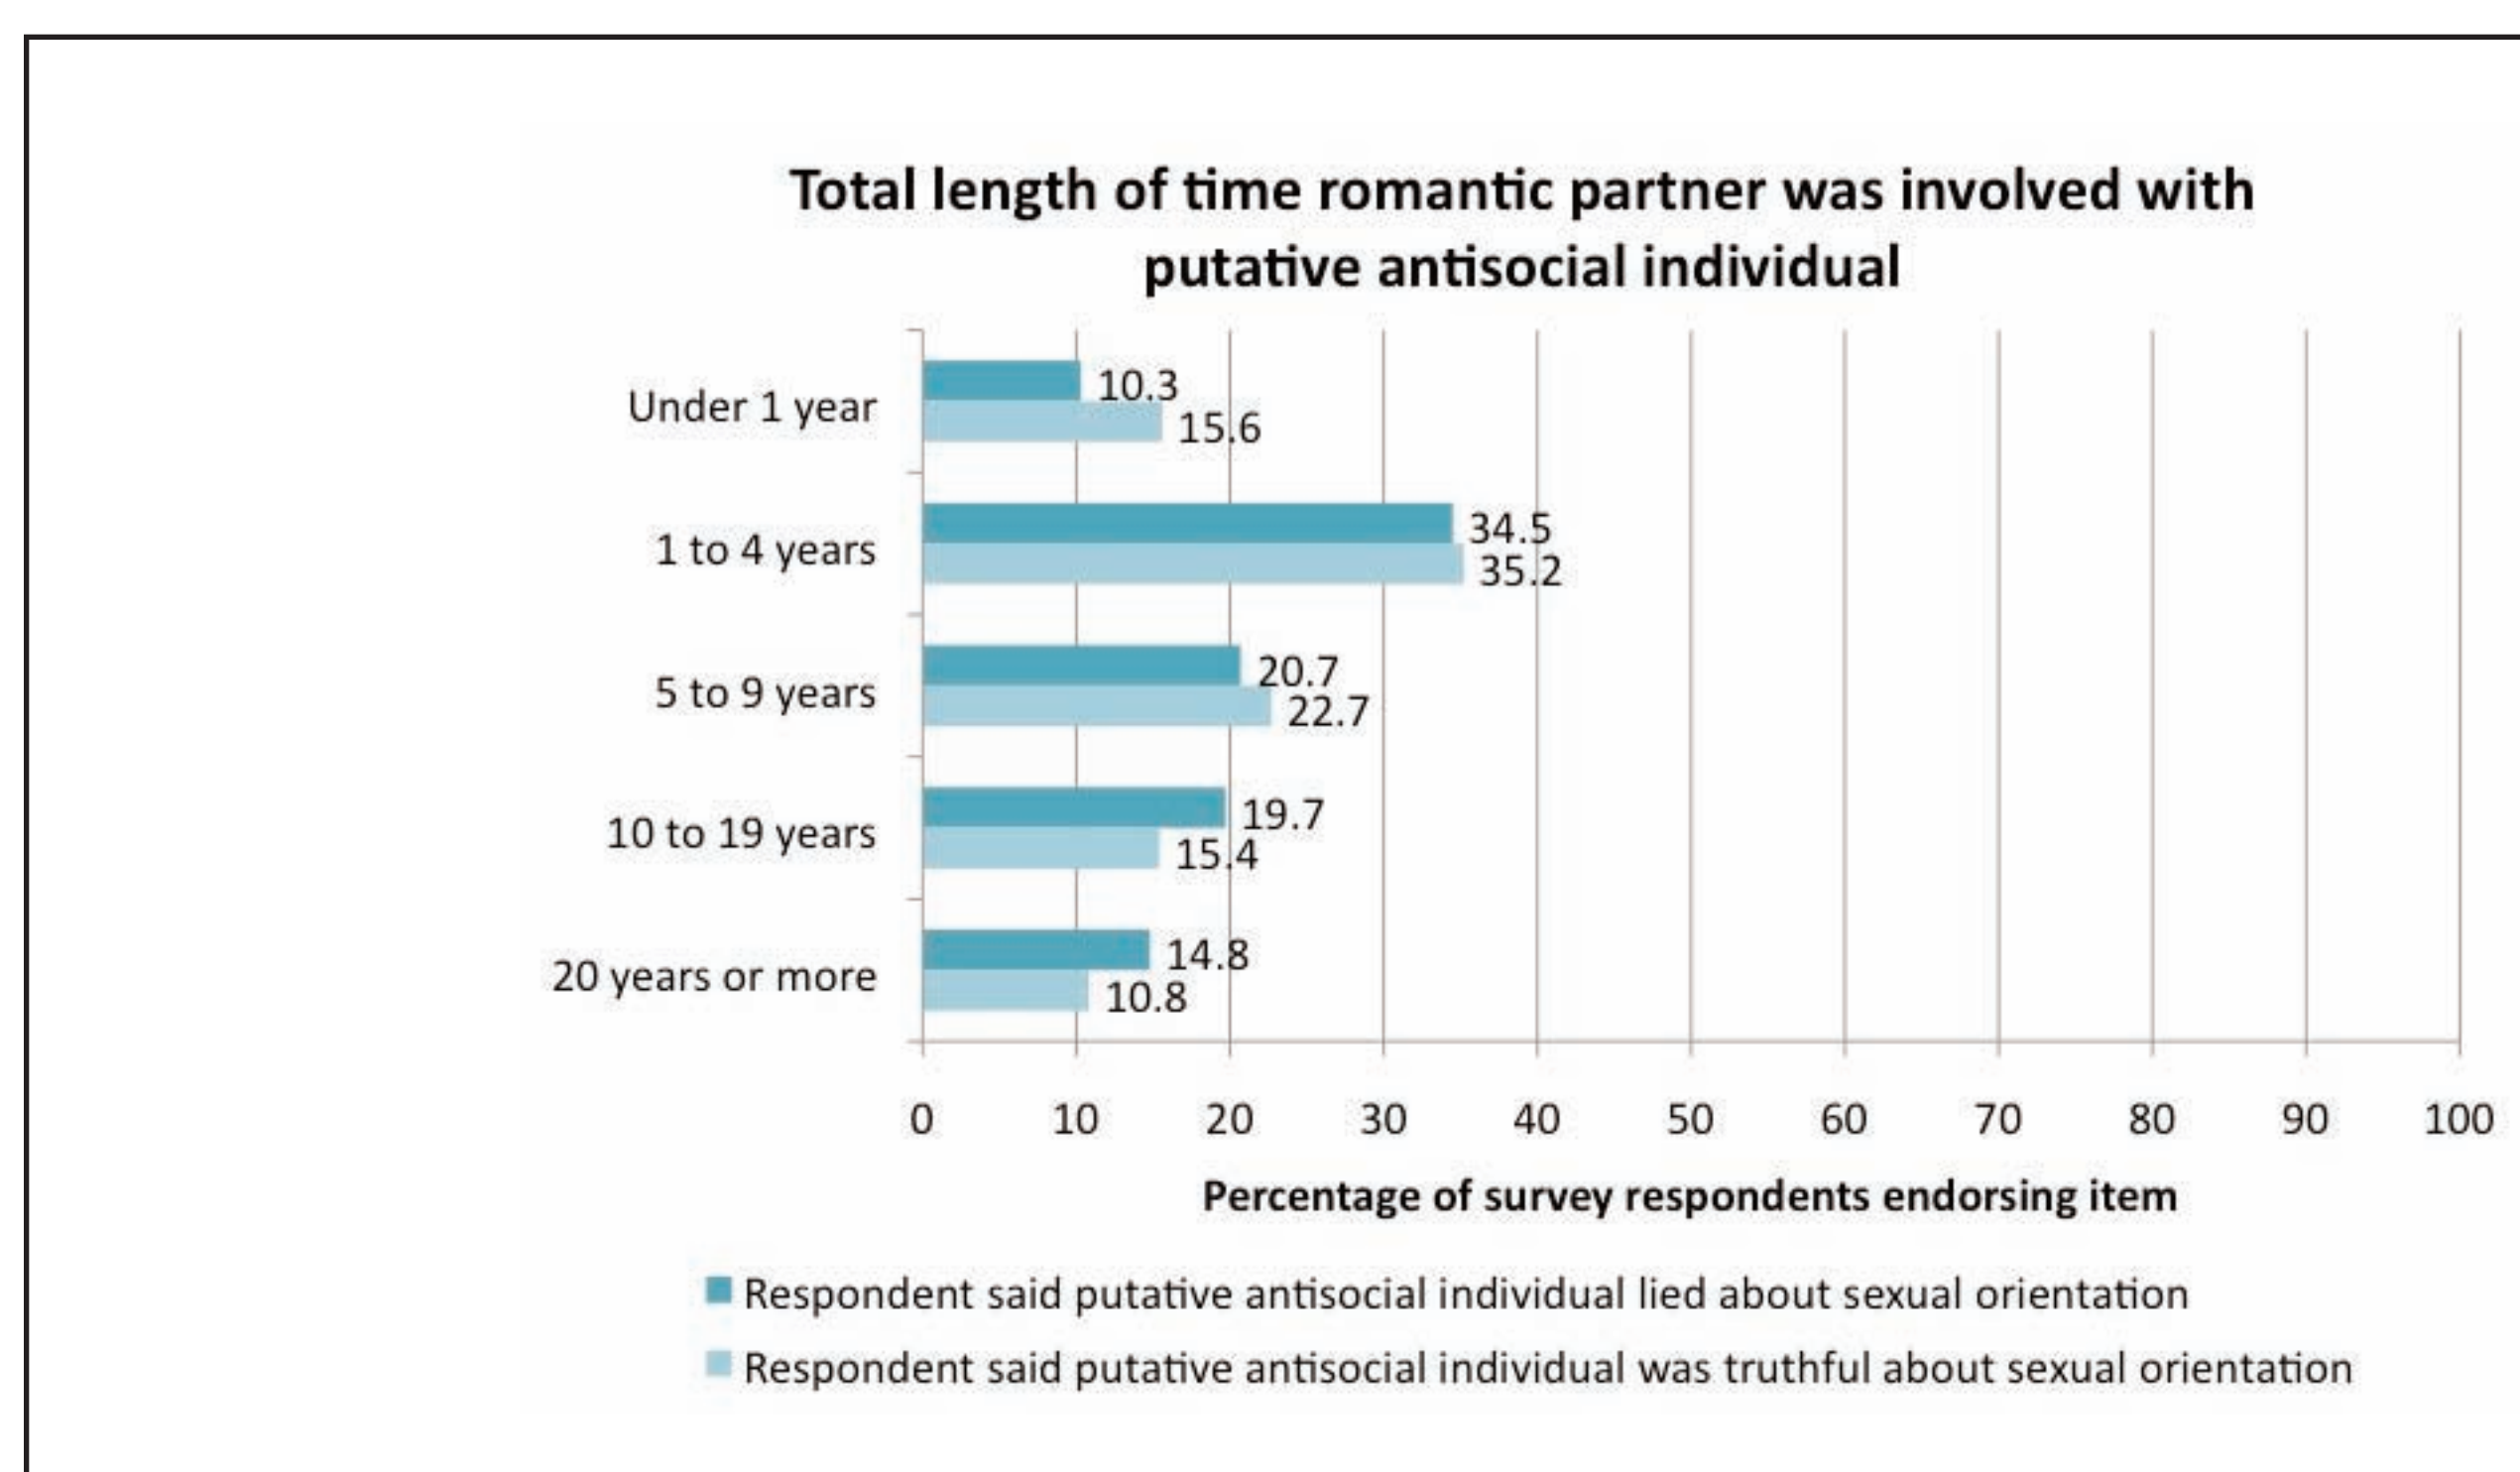 Total length of time romantic partner was involved with
putative antisocial individual
Under 1 year
10.3
15.6
1 to 4 years
34.5
35.2
5 to 9 years
20.7
22.7
10 to 19 years
19.7
15.4
20 years or more
14.8
10.8
0 10 20 30 40 50 60 70 80 90 100
Percentage of survey respondents endorsing item
Respondent said putative antisocial individual lied about sexual orientation
Respondent said putative antisocial individual was truthful about sexual orientation